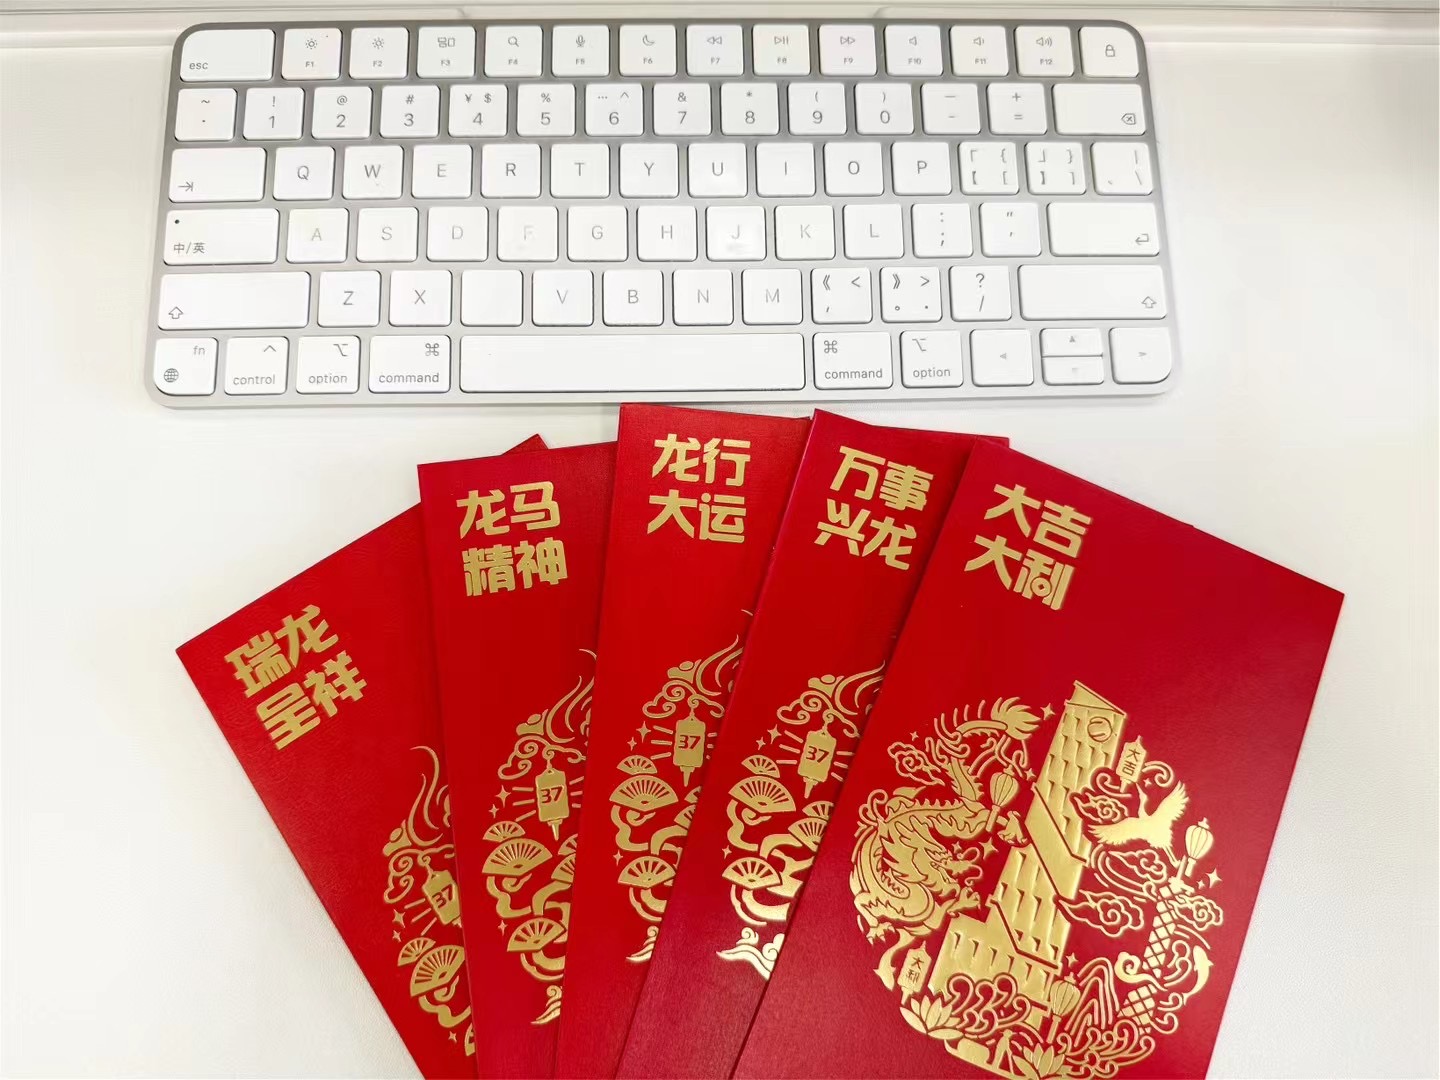 esc F1 F2 F3 F4 F5 F6 F7 F8 F9 F10 F11 F12
~ ! @ # ¥ $ % … ^ & * ( ) — +
· 1 2 3 4 5 6 7 8 9 0 - =
Q W E R T Y U I O P 「 { 」 } |
【 [ 】 ] 、 \
中/英 A S D F G H J K L : ; " '
Z X V B N M 《 < , 》 > 。 . ? /
fn control option command command option
龙行
大运
万事
兴龙
龙马
精神
大吉
大利
瑞龙
呈祥
37
37
37
37
大吉
大利